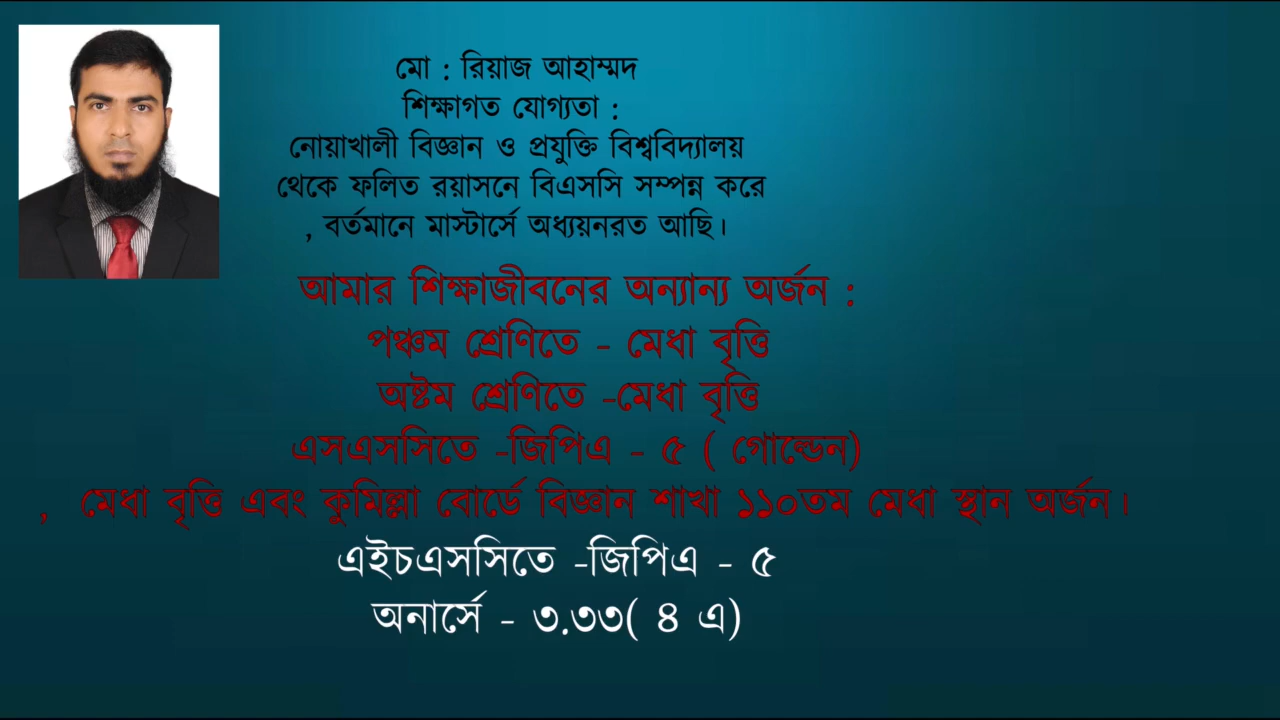 মো : রিয়াজ আহাম্মদ
শিক্ষাগত যোগ্যতা :
নোয়াখালী বিজ্ঞান ও প্রযুক্তি বিশ্ববিদ্যালয়
থেকে ফলিত রয়াসনে বিএসসি সম্পন্ন করে
, বর্তমানে মাস্টার্সে অধ্যয়নরত আছি।
আমার শিক্ষাজীবনের অন্যান্য অর্জন :
পঞ্চম শ্রেণিতে - মেধা বৃত্তি
অষ্টম শ্রেণিতে -মেধা বৃত্তি
এসএসসিতে -জিপিএ - ৫ ( গোল্ডেন)
, মেধা বৃত্তি এবং কুমিল্লা বোর্ডে বিজ্ঞান শাখা ১১০তম মেধা স্থান অর্জন।
এইচএসসিতে -জিপিএ - ৫
অনার্সে - ৩.৩৩( ৪ এ)